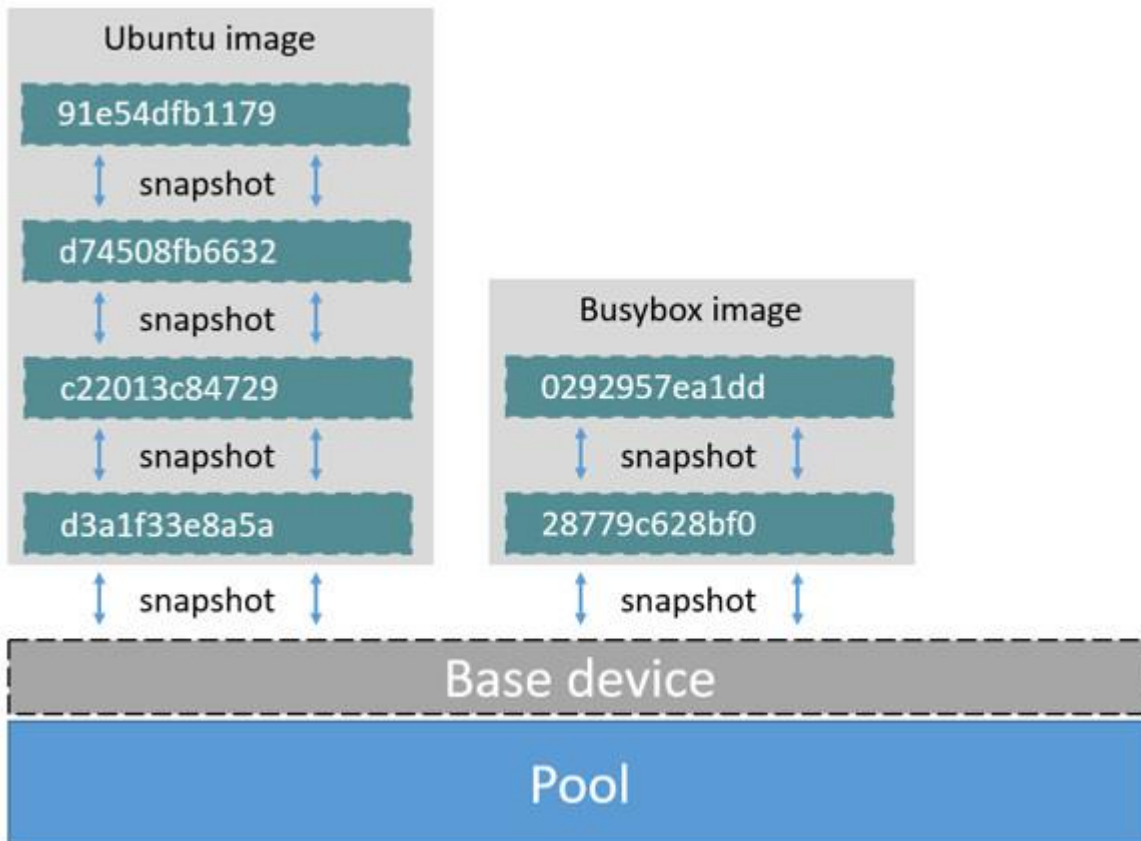 Ubuntu image
91e54dfb1179
snapshot
d74508fb6632
snapshot
c22013c84729
snapshot
d3a1f33e8a5a
snapshot
Busybox image
0292957ea1dd
snapshot
28779c628bf0
snapshot
Base device
Pool